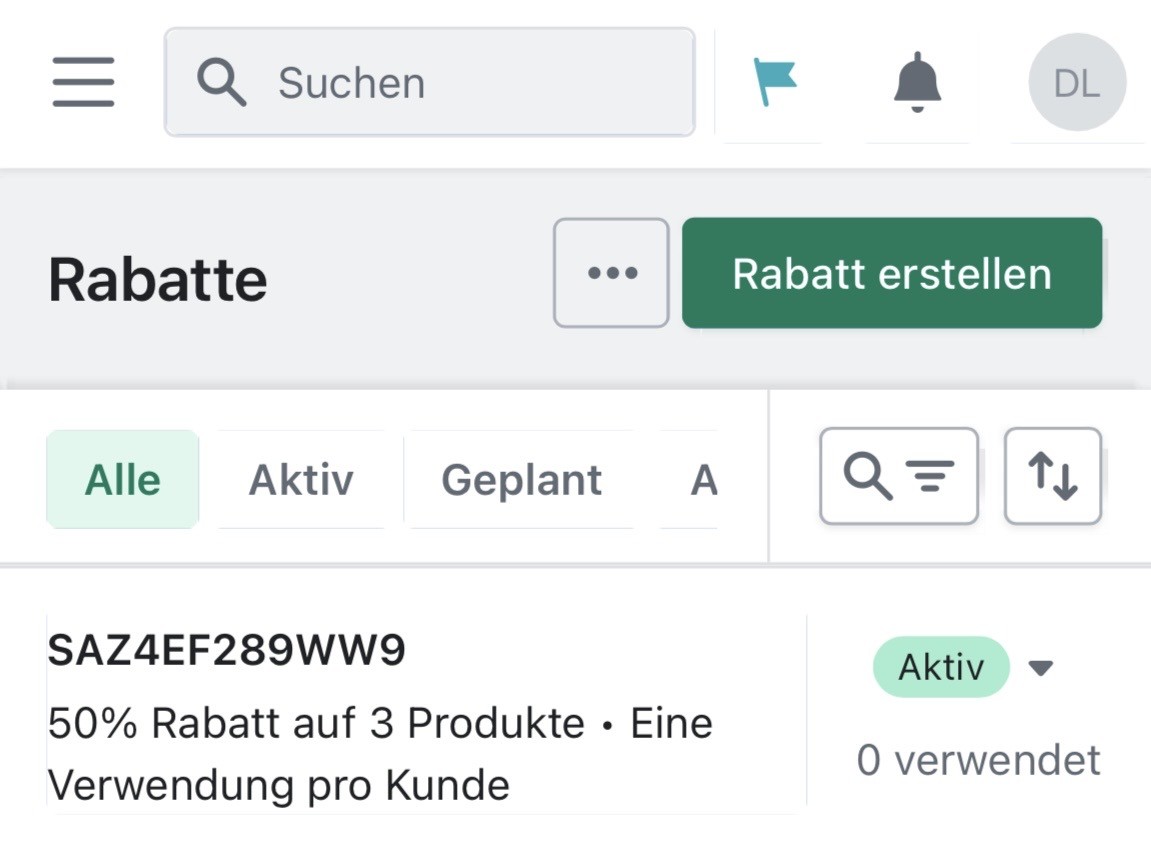 Suchen
DL
Rabatte
Rabatt erstellen
Alle
Aktiv
Geplant
A
SAZ4EF289WW9
50% Rabatt auf 3 Produkte • Eine
Verwendung pro Kunde
Aktiv
0 verwendet